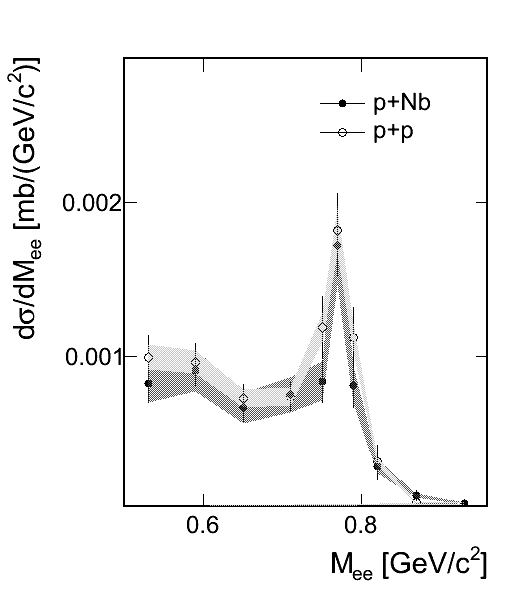 dσ/dMee [mb/(GeV/c²)]
p+Nb
p+p
0.002
0.001
0.6
0.8
Mee [GeV/c²]